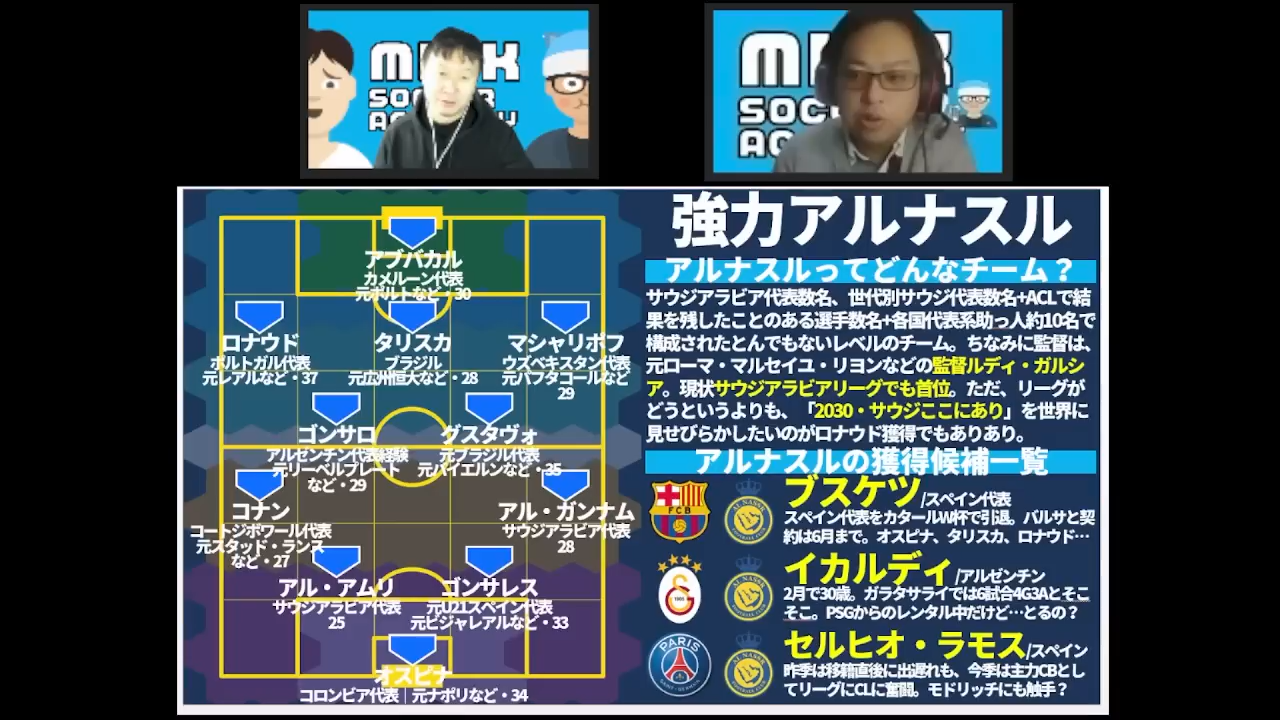 強力アルナスル
アルナスルってどんなチーム？
サウジアラビア代表数名、世代別サウジ代表数名+ACLで結
果を残したことのある選手数名+各国代表系助っ人約10名で
構成されたとんでもないレベルのチーム。ちなみに監督は、
元ローマ・マルセイユ・リヨンなどの監督ルディ・ガルシ
ア。現状サウジアラビアリーグでも首位。ただ、リーグが
どうというよりも、「2030・サウジここにあり」を世界に
見せびらかしたいのがロナウド獲得でもありあり。
アルナスルの獲得候補一覧
ブスケツ/スペイン代表
スペイン代表をカタールW杯で引退。バルサと契
約は6月まで。オスピナ、タリスカ、ロナウド…
イカルディ/アルゼンチン
2月で30歳。ガラタサライでは6試合4G3Aとそこ
そこ。PSGからのレンタル中だけど…とるの？
セルヒオ・ラモス/スペイン
昨季は移籍直後に出遅れも、今季は主力CBとし
てリーグにCLに奮闘。モドリッチにも触手？
アブバカル
カメルーン代表
元ポルトなど・30
ロナウド
ポルトガル代表
元レアルなど・37
タリスカ
ブラジル
元広州恒大など・28
マシャリポフ
ウズベキスタン代表
元パフタコールなど
29
ゴンサロ
アルゼンチン代表経験
元リーベルプレート
など・29
グスタヴォ
元ブラジル代表
元バイエルンなど・35
コナン
コートジボワール代表
元スタッド・ランス
など・27
アル・ガンナム
サウジアラビア代表
28
アル・アムリ
サウジアラビア代表
25
ゴンサレス
元U21スペイン代表
元ビジャレアルなど・33
オスピナ
コロンビア代表｜元ナポリなど・34
FCB
PARIS